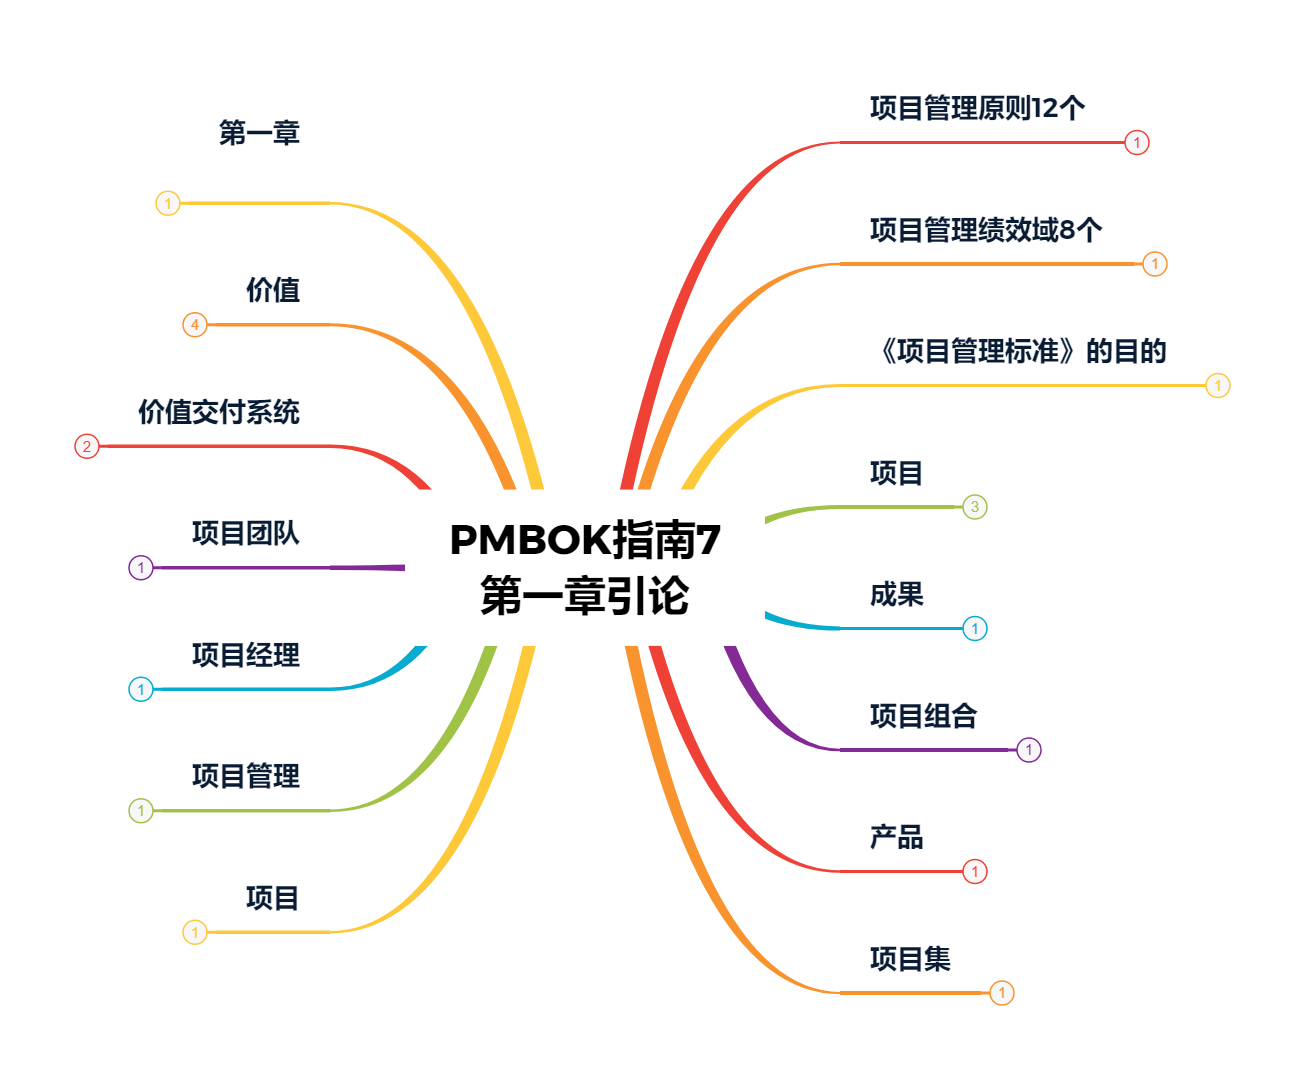 PMBOK指南7
第一章引论
项目管理原则12个
1
项目管理绩效域8个
1
《项目管理标准》的目的
1
项目
3
成果
1
项目组合
1
产品
1
项目集
1
第一章
1
价值
4
价值交付系统
2
项目团队
1
项目经理
1
项目管理
1
项目
1